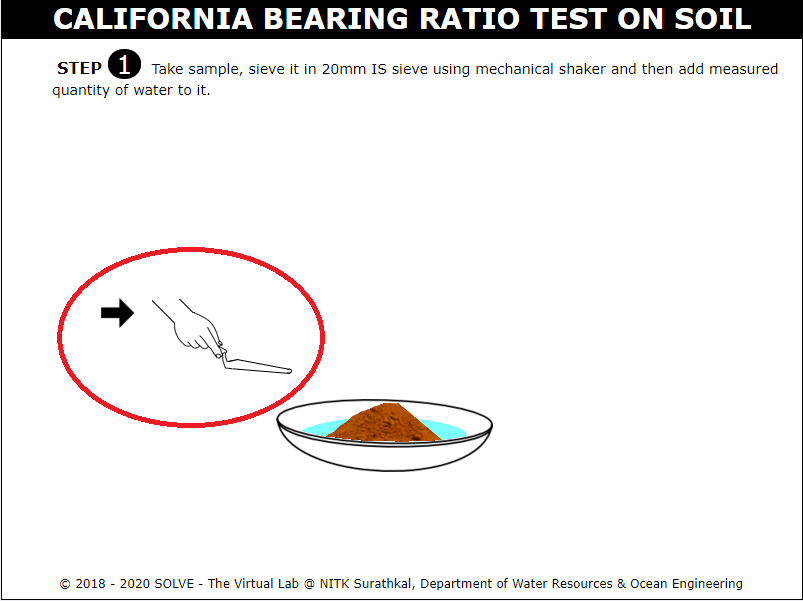 CALIFORNIA BEARING RATIO TEST ON SOIL
STEP 1 Take sample, sieve it in 20mm IS sieve using mechanical shaker and then add measured
quantity of water to it.
© 2018 - 2020 SOLVE - The Virtual Lab @ NITK Surathkal, Department of Water Resources & Ocean Engineering